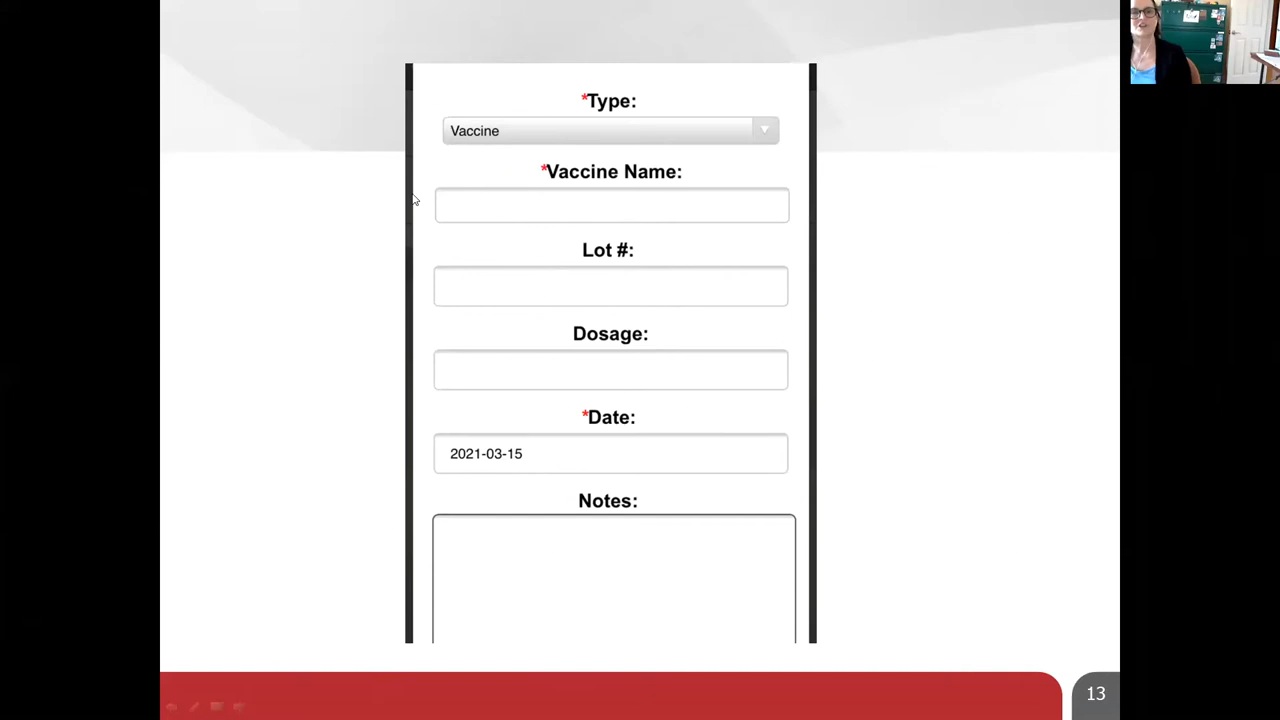 *Type:
Vaccine
*Vaccine Name:
Lot #:
Dosage:
*Date:
2021-03-15
Notes:
13